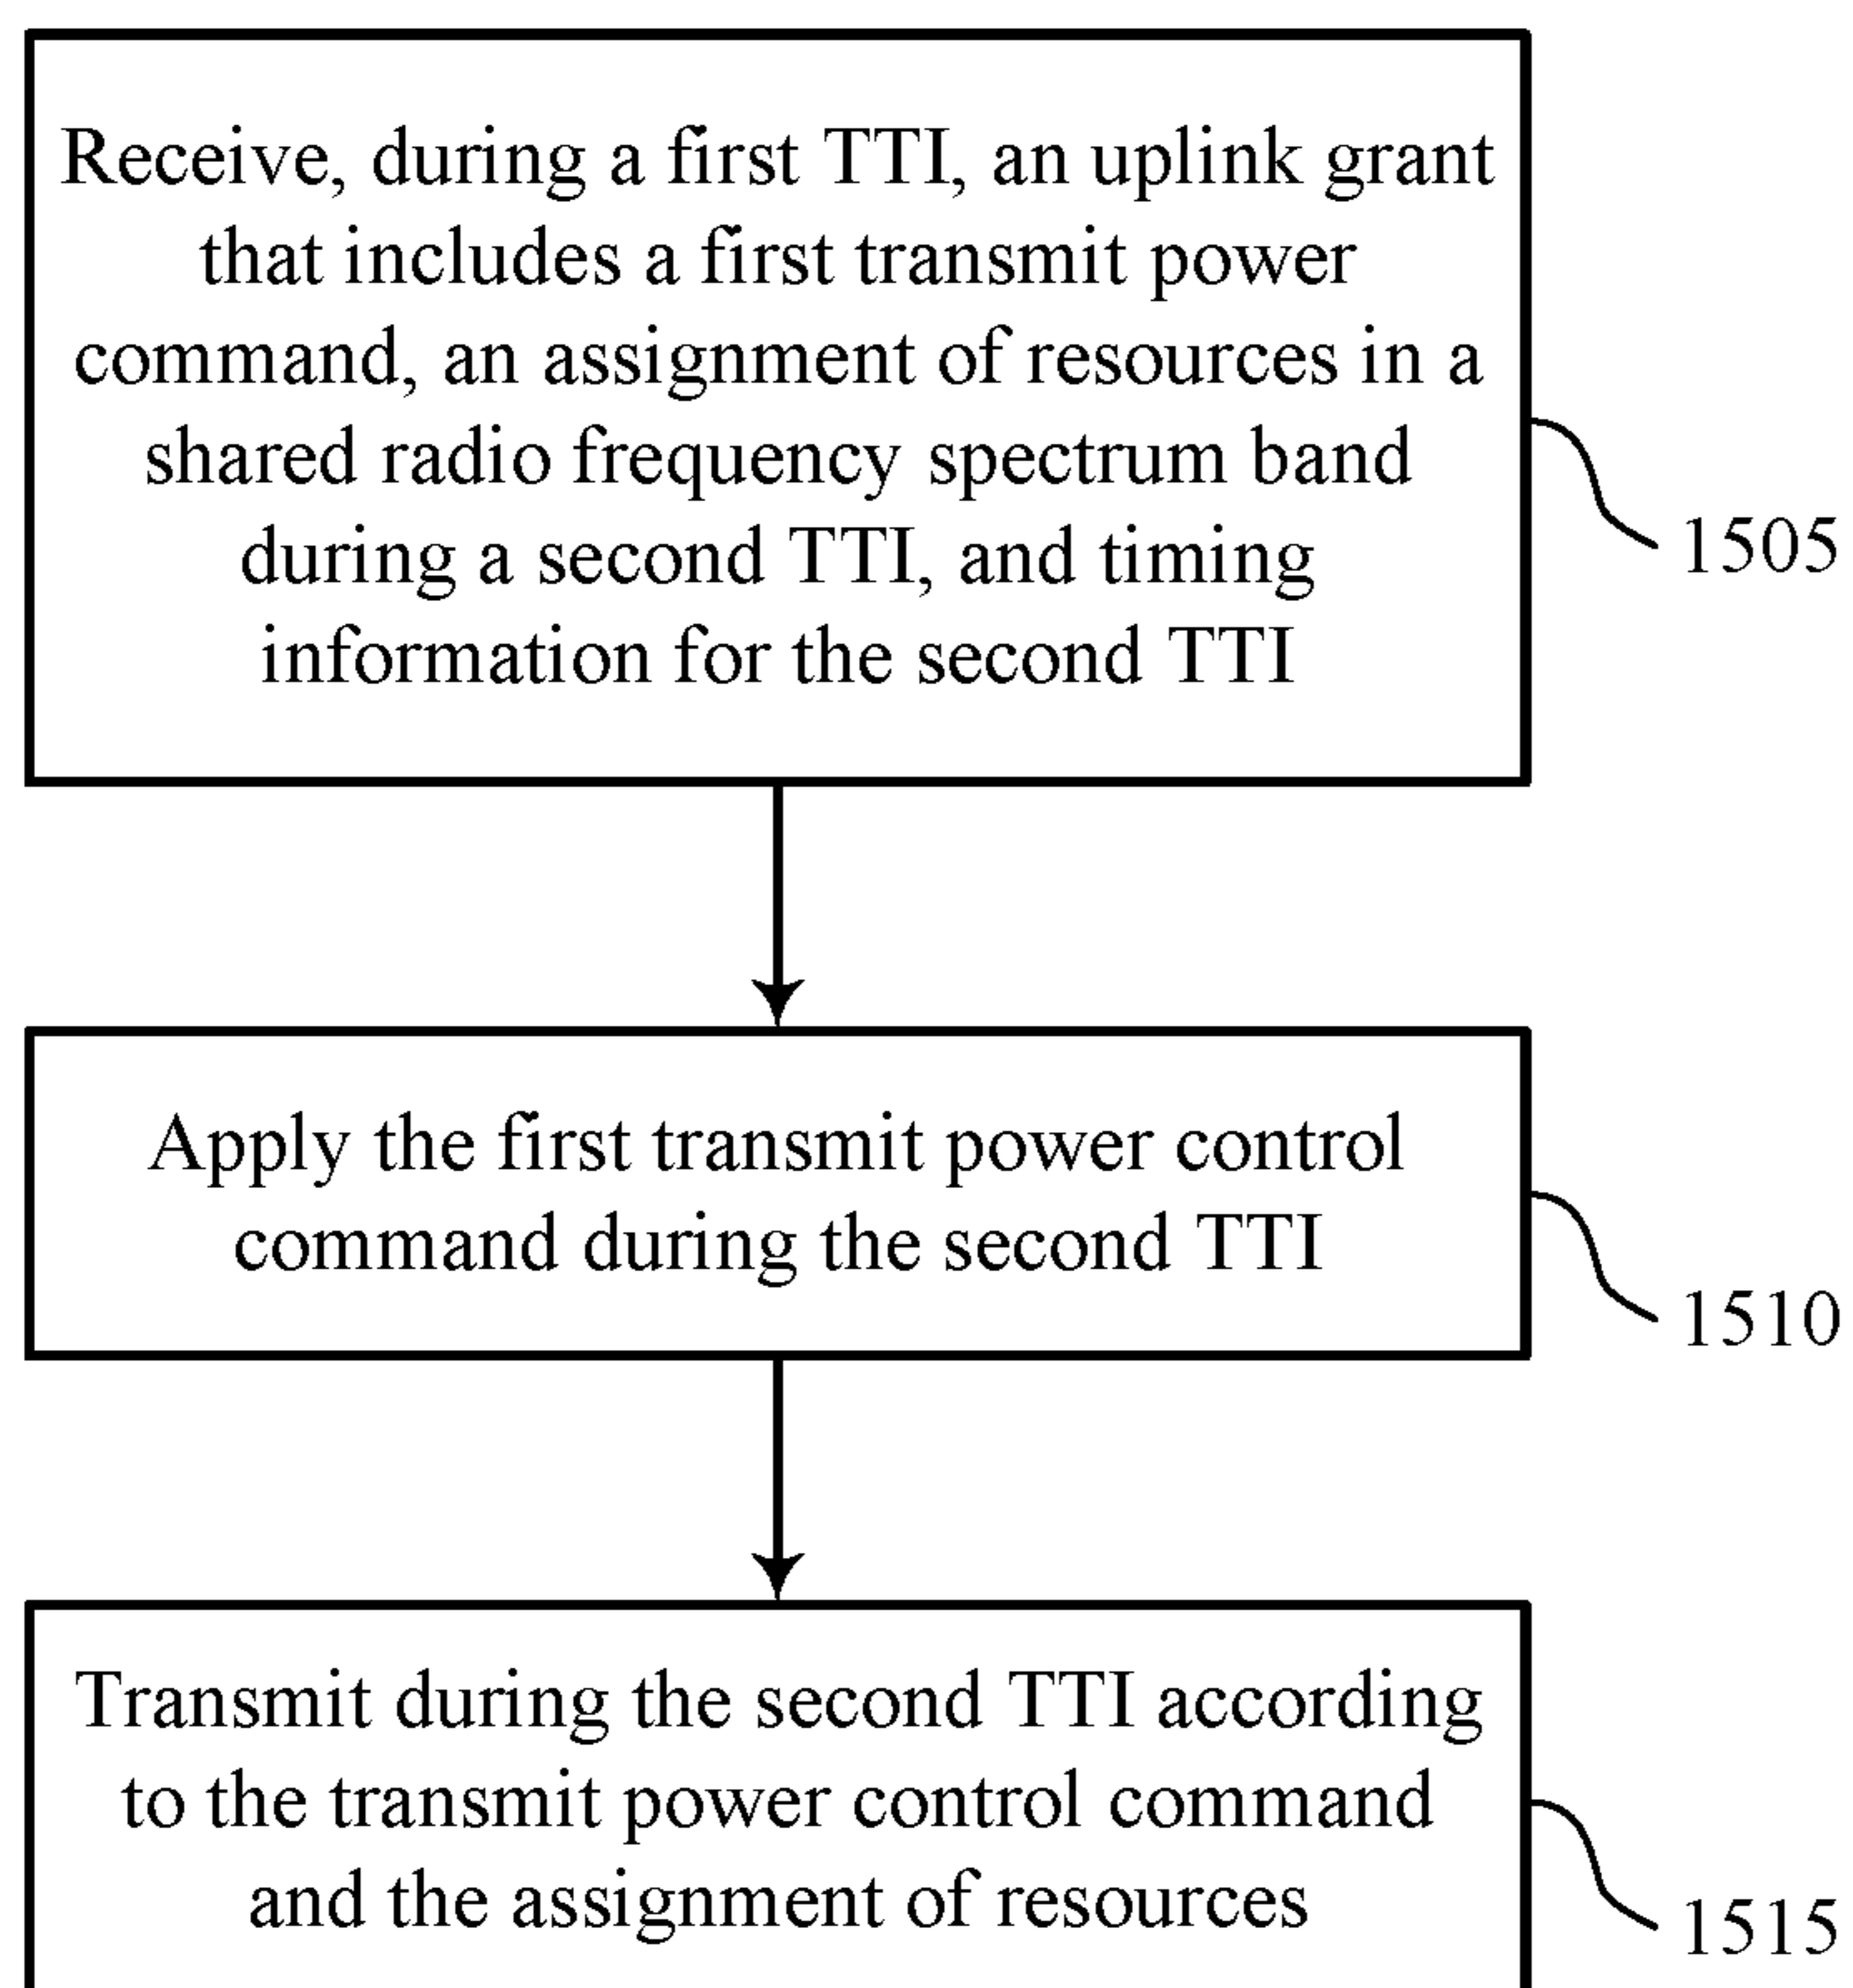 Receive, during a first TTI, an uplink grant
that includes a first transmit power
command, an assignment of resources in a
shared radio frequency spectrum band
during a second TTI, and timing
information for the second TTI
1505
Apply the first transmit power control
command during the second TTI
1510
Transmit during the second TTI according
to the transmit power control command
and the assignment of resources
1515